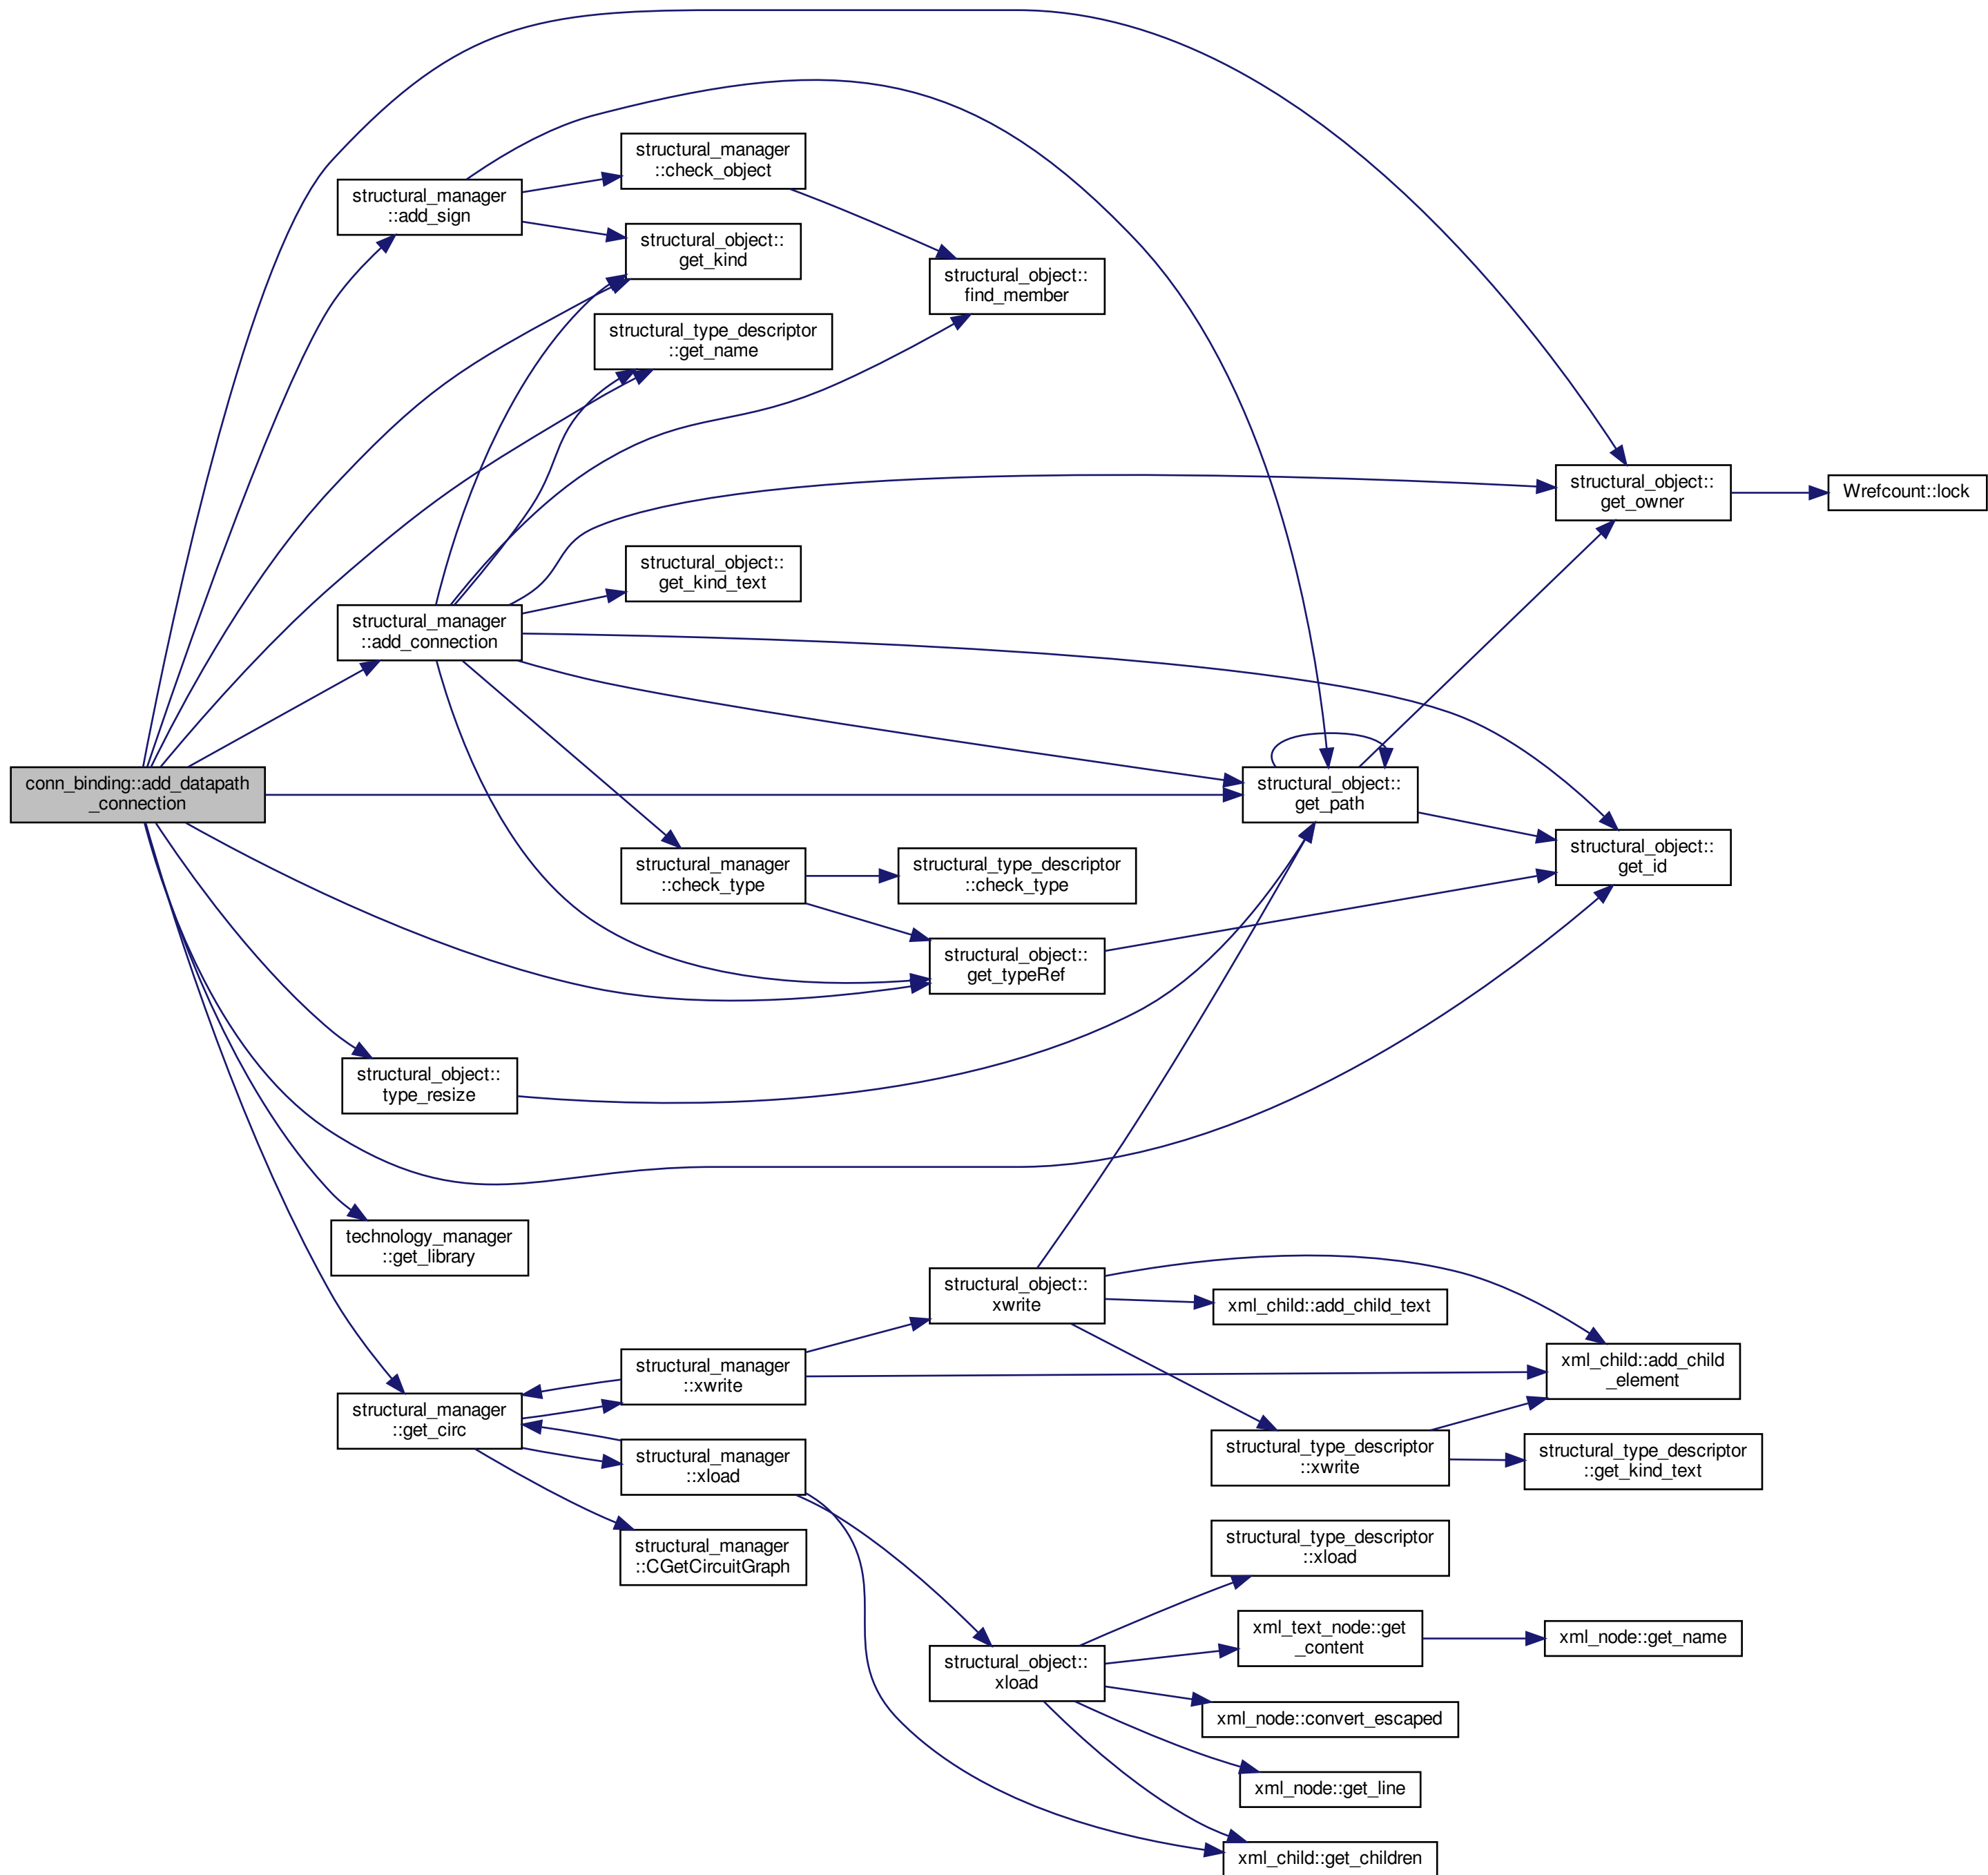 structural_manager
::check_object
structural_manager
::add_sign
structural_object::
get_kind
structural_object::
find_member
structural_type_descriptor
::get_name
structural_object::
get_owner
Wrefcount::lock
structural_object::
get_kind_text
structural_manager
::add_connection
conn_binding::add_datapath
_connection
structural_object::
get_path
structural_object::
get_id
structural_manager
::check_type
structural_type_descriptor
::check_type
structural_object::
get_typeRef
structural_object::
type_resize
technology_manager
::get_library
structural_object::
xwrite
xml_child::add_child_text
structural_manager
::xwrite
xml_child::add_child
_element
structural_manager
::get_circ
structural_type_descriptor
::xwrite
structural_type_descriptor
::get_kind_text
structural_manager
::xload
structural_manager
::CGetCircuitGraph
structural_type_descriptor
::xload
xml_text_node::get
_content
xml_node::get_name
structural_object::
xload
xml_node::convert_escaped
xml_node::get_line
xml_child::get_children